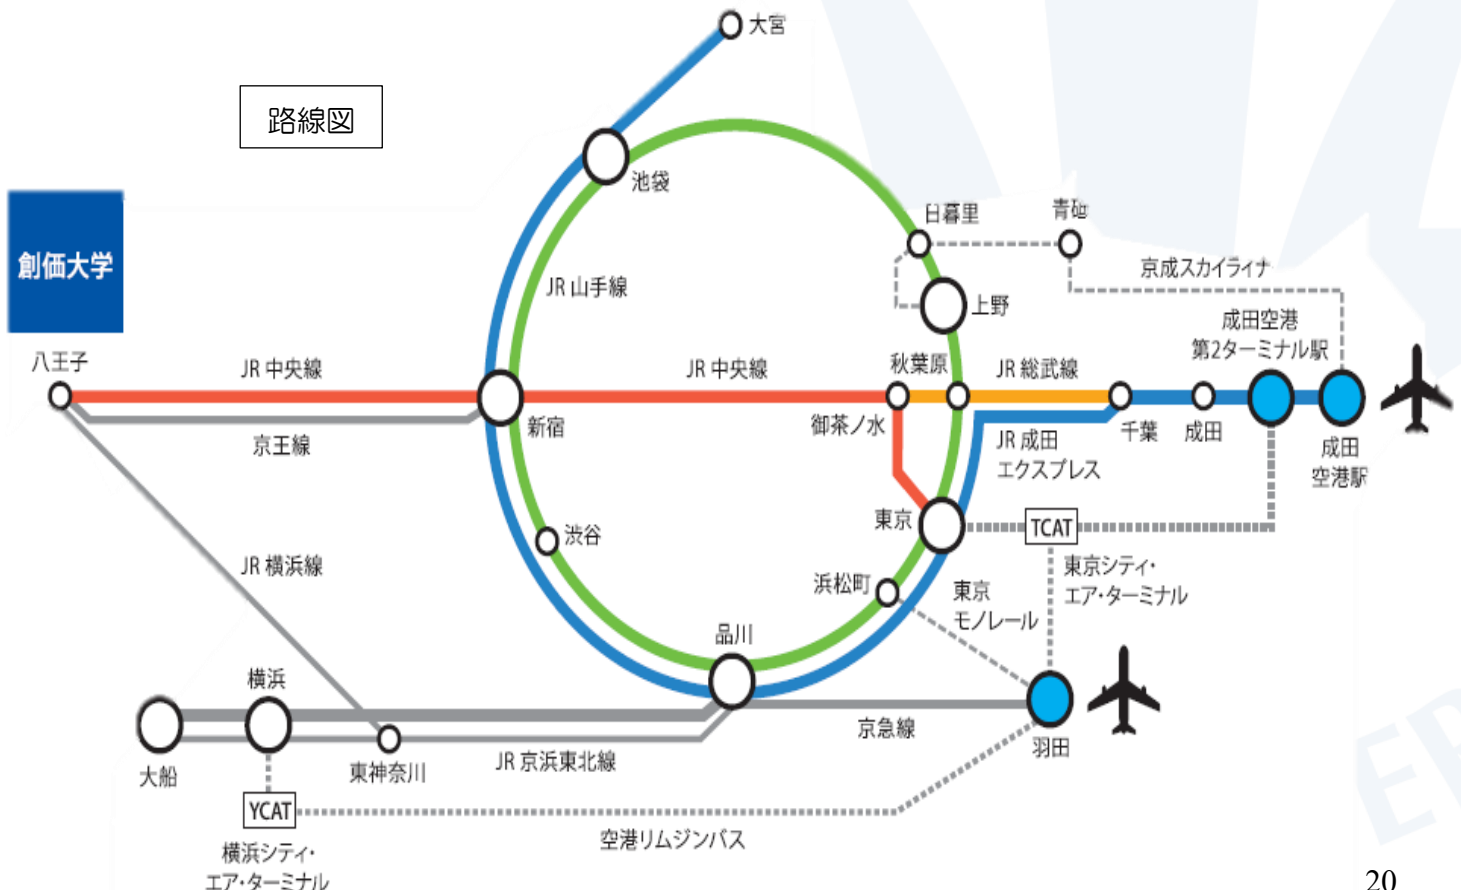 大宮
路線図
池袋
創価大学
日暮里
青砥
京成スカイライナ
JR 山手線
上野
成田空港
第2ターミナル駅
八王子
JR 中央線
JR 中央線
秋葉原
JR 総武線
京王線
新宿
御茶ノ水
JR 成田
エクスプレス
千葉
成田
成田
空港駅
渋谷
東京
TCAT
JR 横浜線
浜松町
東京
モノレール
東京シティ・
エア・ターミナル
品川
横浜
京急線
羽田
大船
東神奈川
JR 京浜東北線
YCAT
空港リムジンバス
横浜シティ・
エア・ターミナル
20